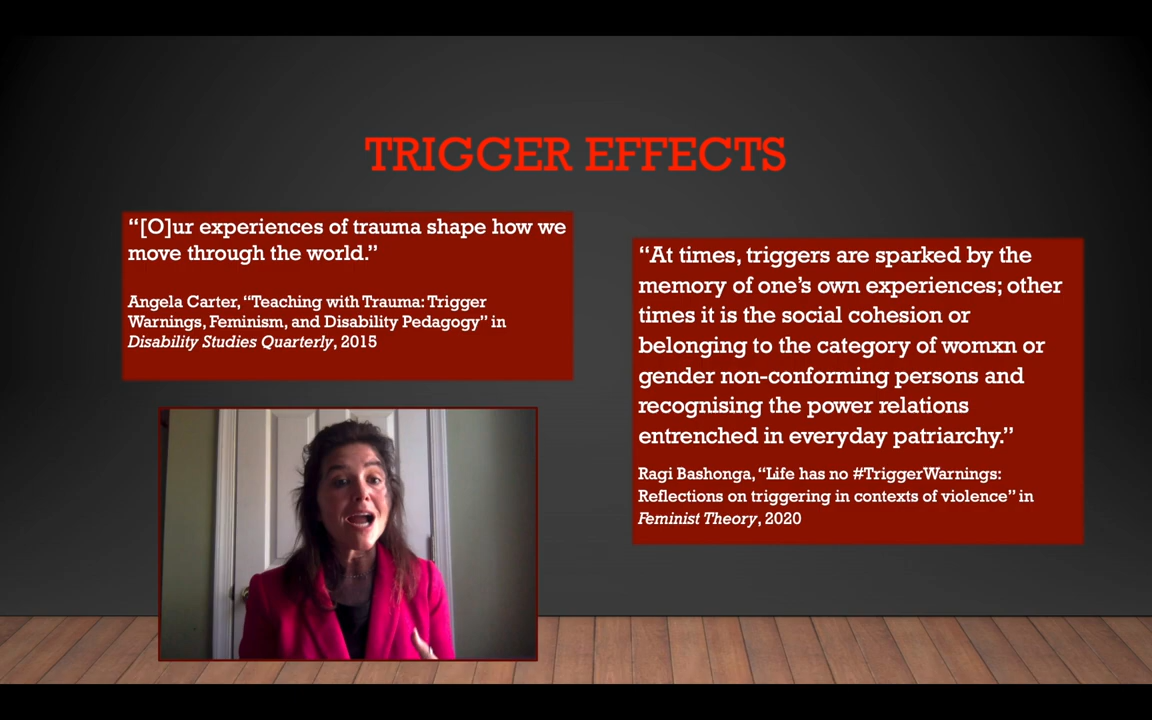 TRIGGER EFFECTS
“[O]ur experiences of trauma shape how we
move through the world.”
Angela Carter, “Teaching with Trauma: Trigger
Warnings, Feminism, and Disability Pedagogy” in
Disability Studies Quarterly, 2015
“At times, triggers are sparked by the
memory of one’s own experiences; other
times it is the social cohesion or
belonging to the category of womxn or
gender non-conforming persons and
recognising the power relations
entrenched in everyday patriarchy.”
Ragi Bashonga, “Life has no #TriggerWarnings:
Reflections on triggering in contexts of violence” in
Feminist Theory, 2020